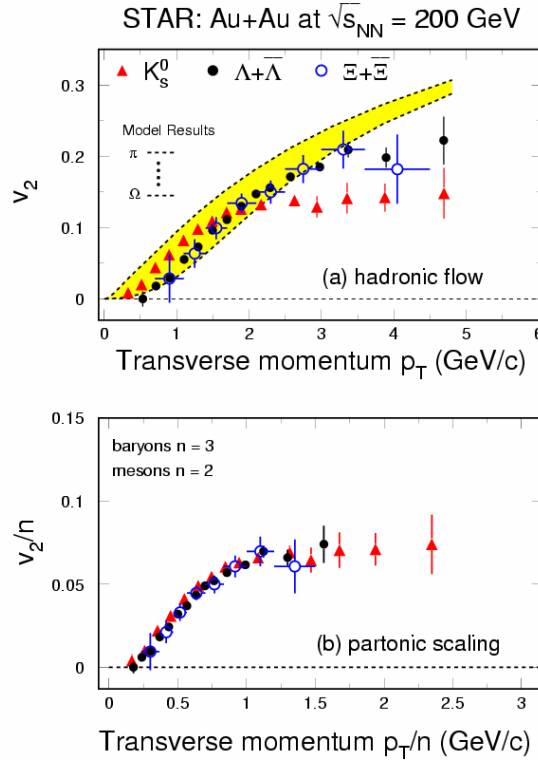 STAR: Au+Au at √s̅NN = 200 GeV
K⁰s Λ+Λ̅ Ξ+Ξ̅
0.3
Model Results
π
Ω
0.2
v₂
0.1
(a) hadronic flow
0
0 1 2 3 4 5 6
Transverse momentum pT (GeV/c)
0.15
baryons n = 3
mesons n = 2
0.1
v₂/n
0.05
(b) partonic scaling
0
0 0.5 1 1.5 2 2.5 3
Transverse momentum pT/n (GeV/c)